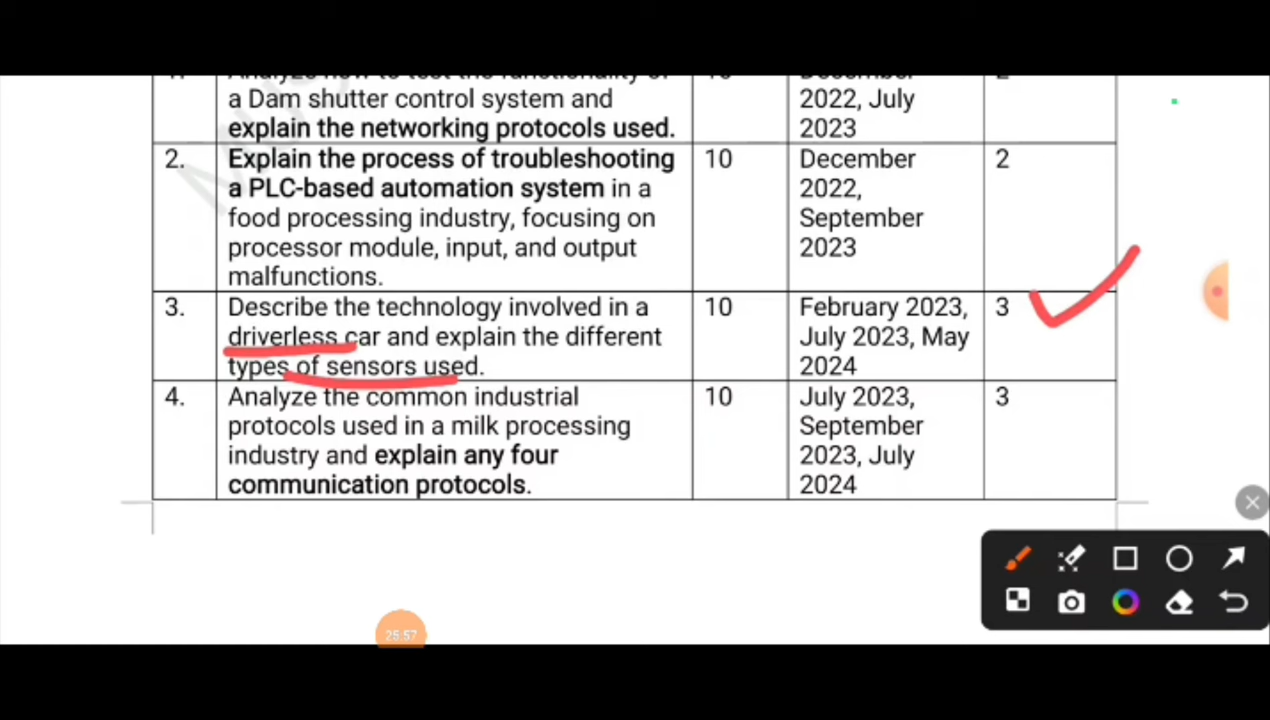 a Dam shutter control system and
explain the networking protocols used.
2022, July
2023
2.
Explain the process of troubleshooting
a PLC-based automation system in a
food processing industry, focusing on
processor module, input, and output
malfunctions.
10
December
2022,
September
2023
2
3.
Describe the technology involved in a
driverless car and explain the different
types of sensors used.
10
February 2023,
July 2023, May
2024
3
4.
Analyze the common industrial
protocols used in a milk processing
industry and explain any four
communication protocols.
10
July 2023,
September
2023, July
2024
3
25:57